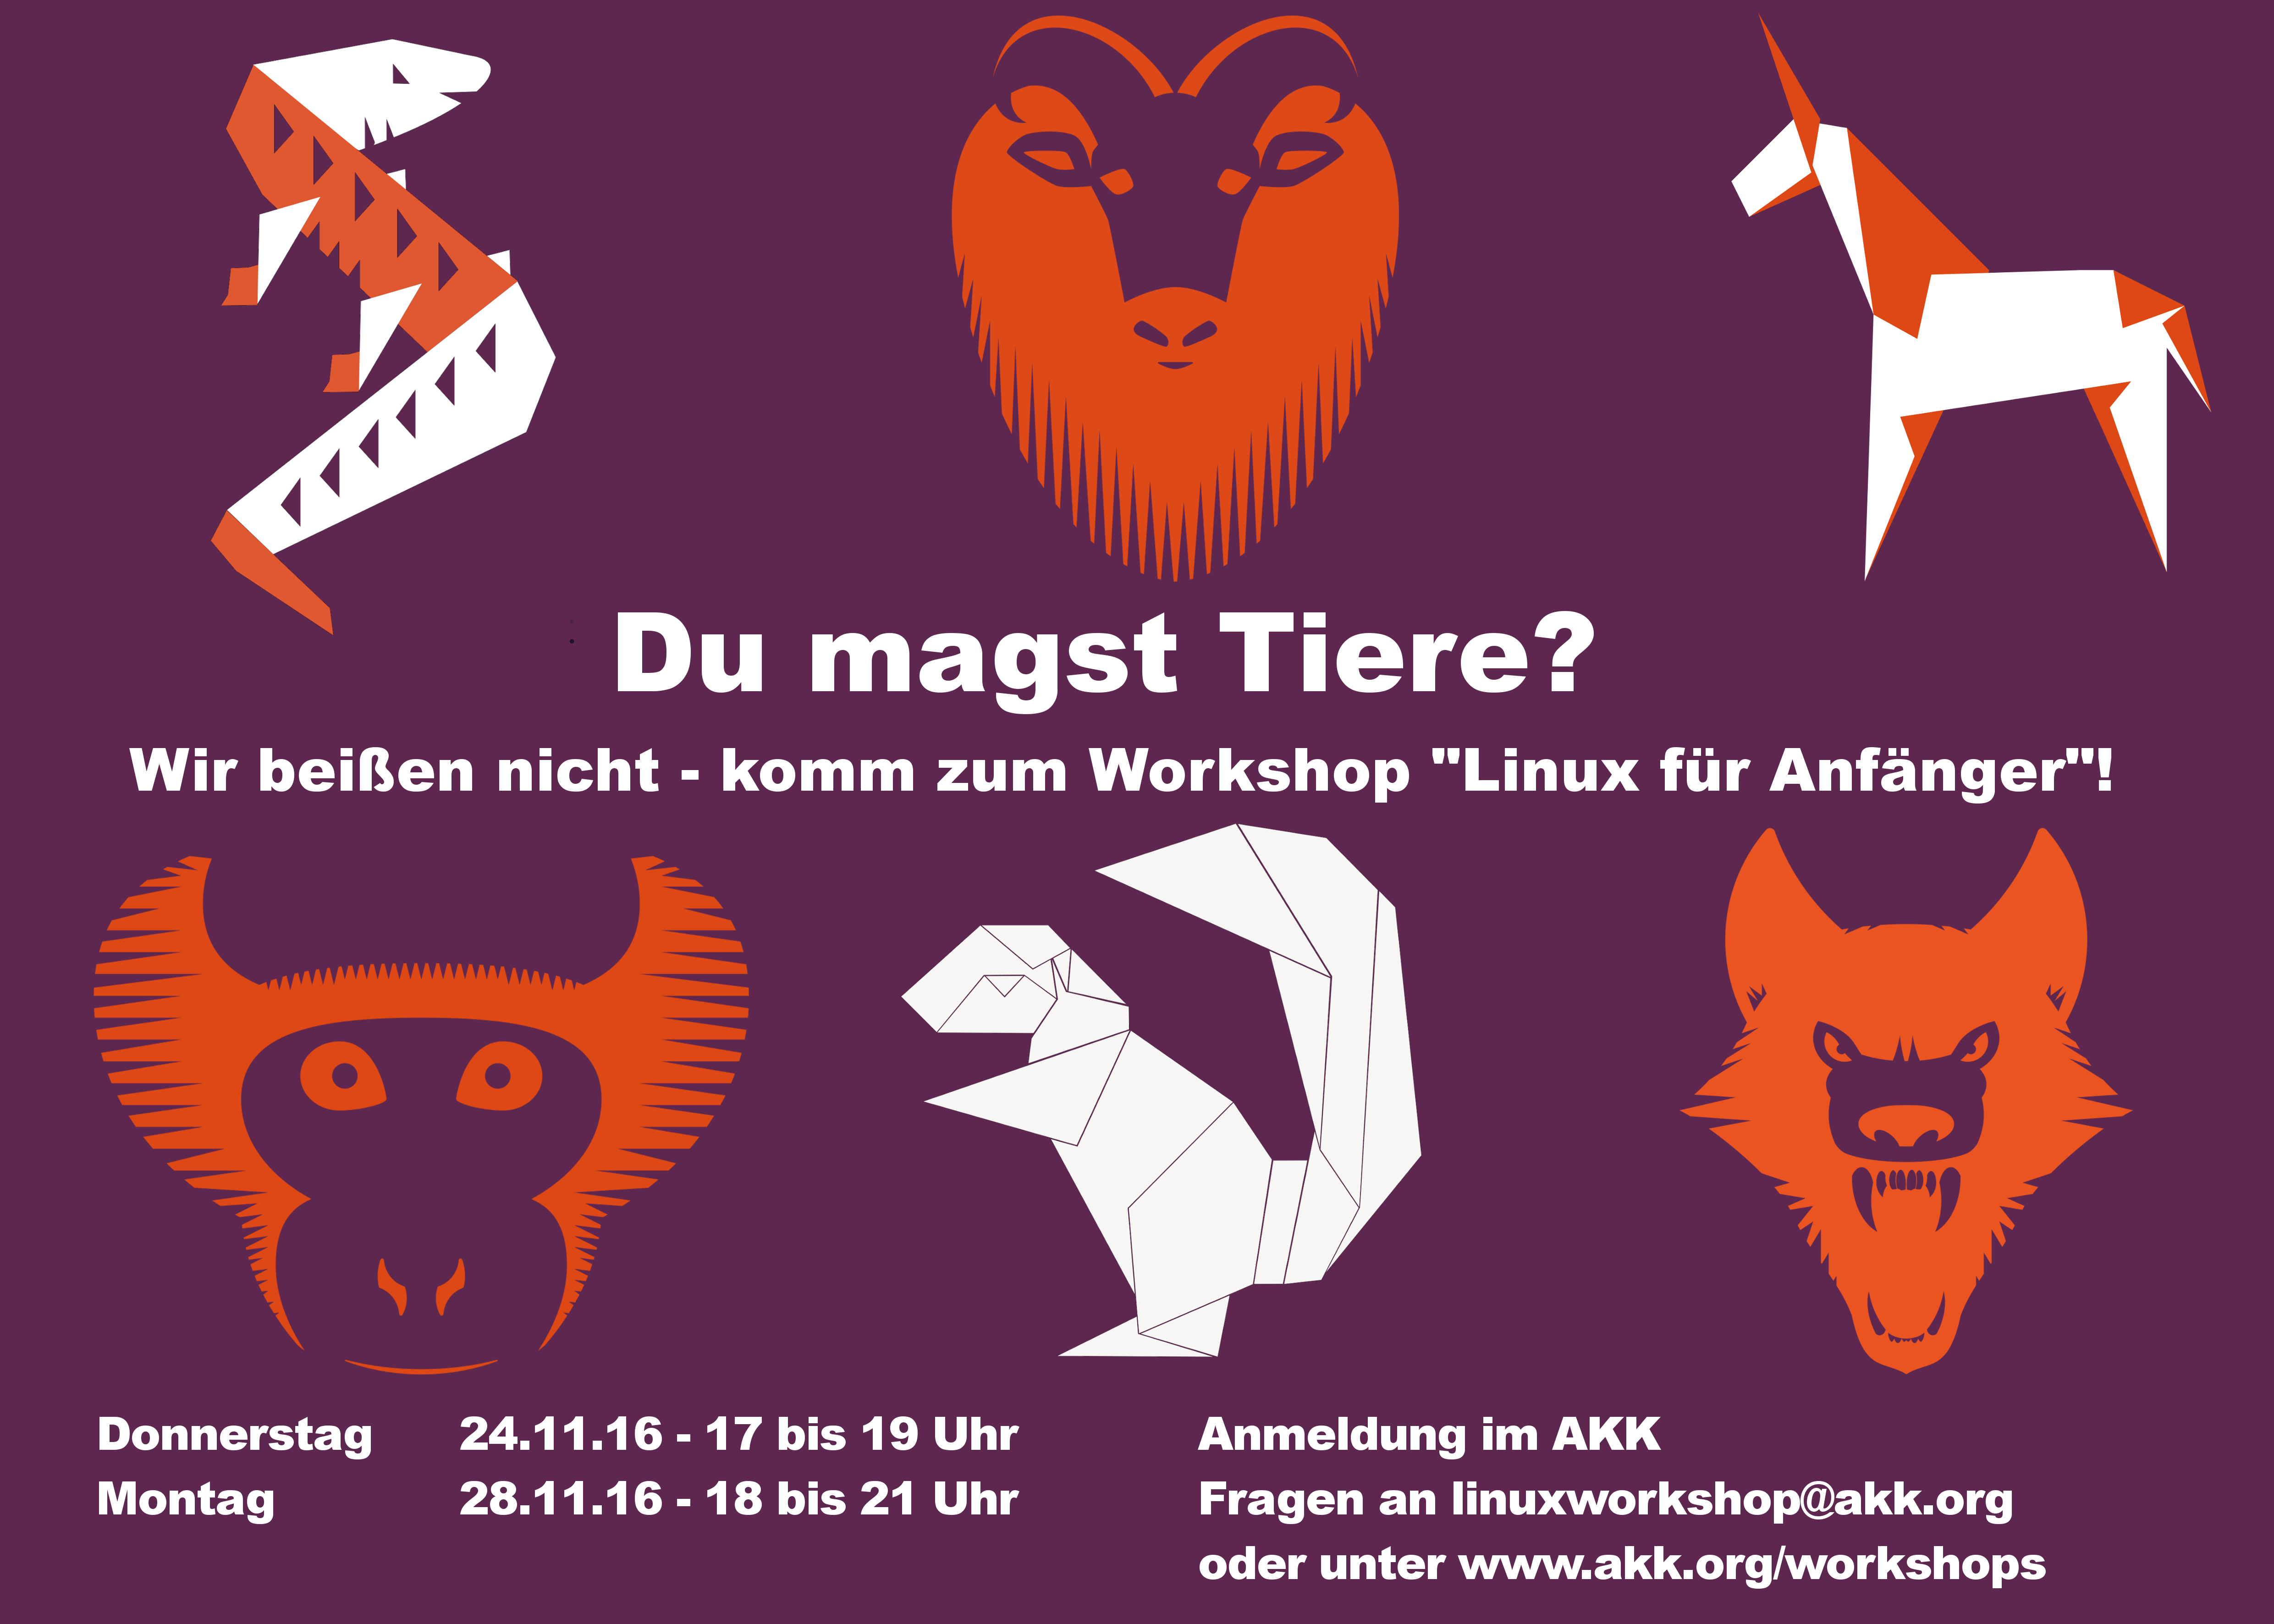 Du magst Tiere?
Wir beißen nicht - komm zum Workshop "Linux für Anfänger"!
Donnerstag 24.11.16 - 17 bis 19 Uhr
Montag 28.11.16 - 18 bis 21 Uhr
Anmeldung im AKK
Fragen an linuxworkshop@akk.org
oder unter www.akk.org/workshops